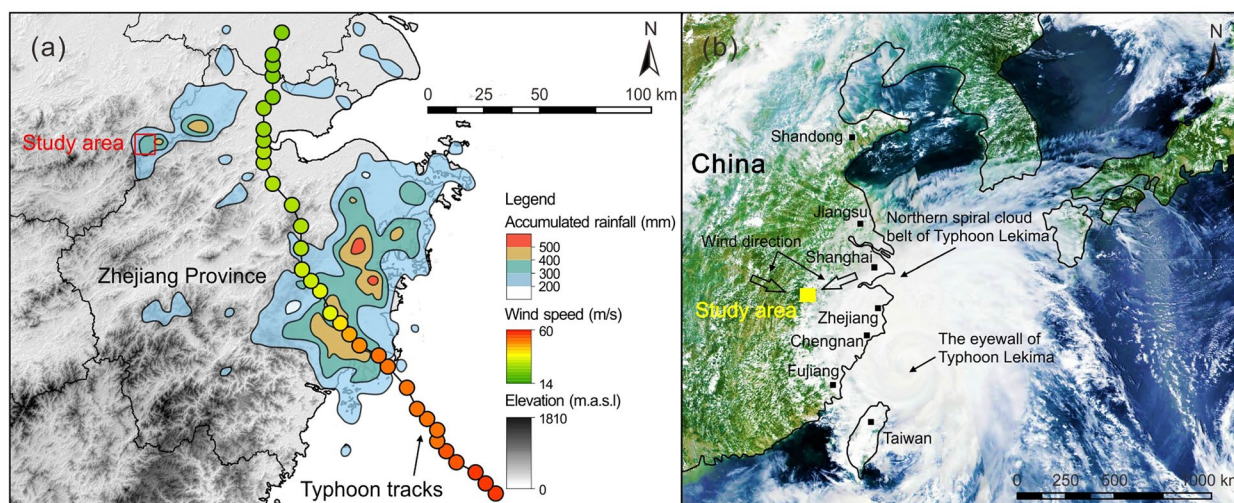 (a)
N
0 25 50 100 km
Study area
Legend
Accumulated rainfall (mm)
500
400
300
200
Zhejiang Province
Wind speed (m/s)
60
14
Elevation (m.a.s.l)
1810
0
Typhoon tracks
(b)
N
Shandong
China
Jiangsu
Northern spiral cloud
belt of Typhoon Lekima
Wind direction
Shanghai
Study area
Zhejiang
Chengnan
The eyewall of
Typhoon Lekima
Eujiang
Taiwan
0 250 500 1000 km